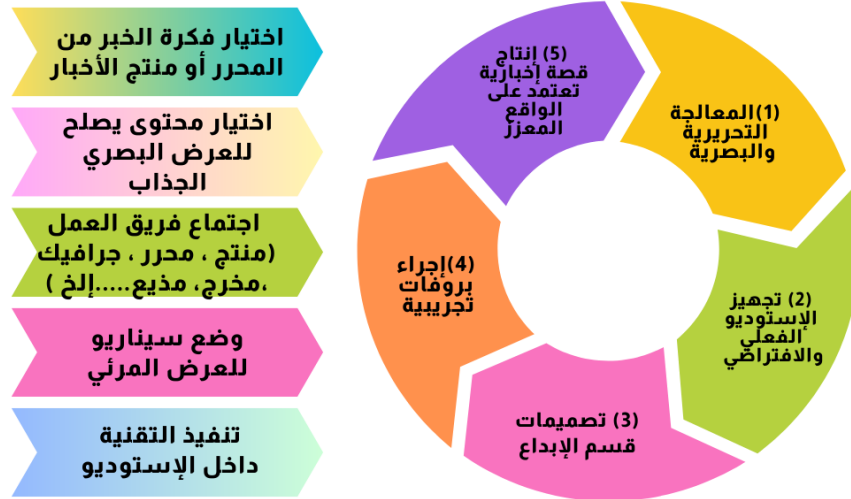 اختيار فكرة الخبر من
المحرر أو منتج الأخبار
اختيار محتوى يصلح
للعرض البصري
الجذاب
اجتماع فريق العمل
(منتج ، محرر ، جرافيك
،مخرج، مذيع.....إلخ )
وضع سيناريو
للعرض المرئي
تنفيذ التقنية
داخل الإستوديو
(1)المعالجة
التحريرية
والبصرية
(2) تجهيز
الإستوديو
الفعلي
والافتراضي
(3) تصميمات
قسم الإبداع
(4)إجراء
بروفات
تجريبية
(5) إنتاج
قصة إخبارية
تعتمد على
الواقع
المعزز